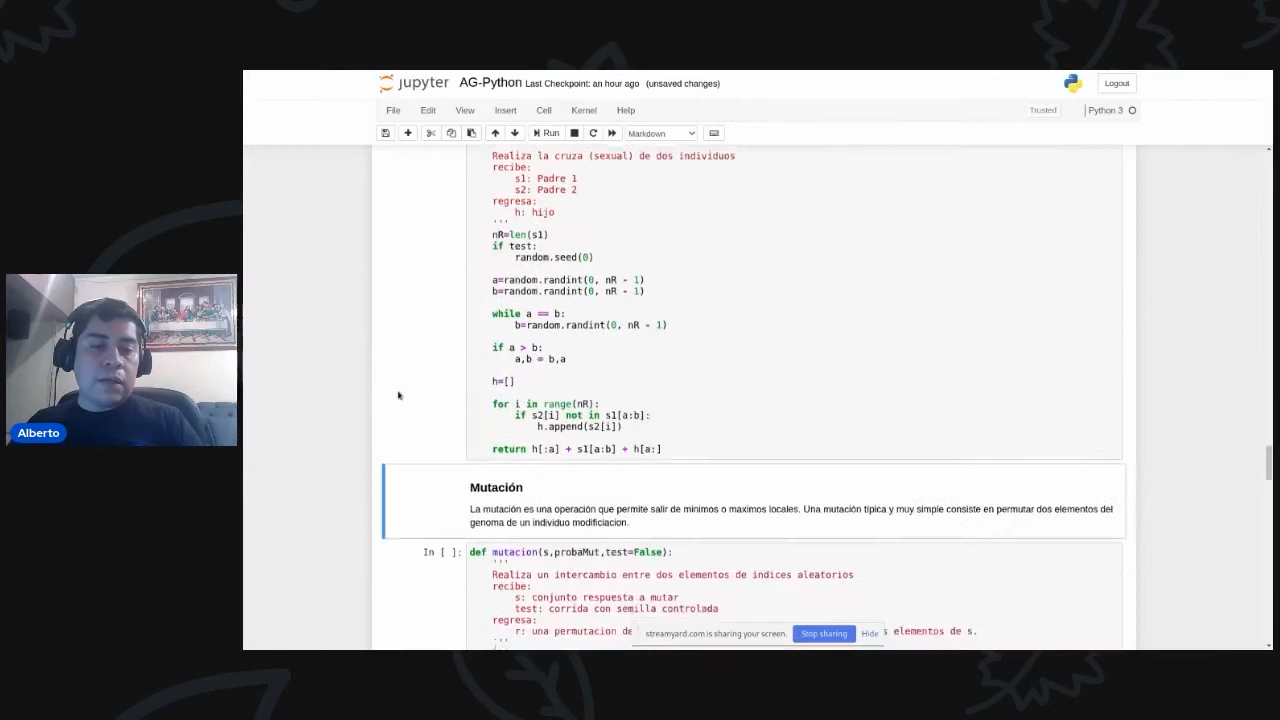 jupyter AG-Python Last Checkpoint: an hour ago (unsaved changes)
Logout
File Edit View Insert Cell Kernel Help
Trusted
Python 3
Run
Markdown
Realiza la cruza (sexual) de dos individuos
recibe:
s1: Padre 1
s2: Padre 2
regresa:
h: hijo
'''
nR=len(s1)
if test:
random.seed(0)
a=random.randint(0, nR - 1)
b=random.randint(0, nR - 1)
while a == b:
b=random.randint(0, nR - 1)
if a > b:
a,b = b,a
h=[]
for i in range(nR):
if s2[i] not in s1[a:b]:
h.append(s2[i])
return h[:a] + s1[a:b] + h[a:]
Mutación
La mutación es una operación que permite salir de minimos o maximos locales. Una mutación típica y muy simple consiste en permutar dos elementos del
genoma de un individuo modificiacion.
In [ ]: def mutacion(s,probaMut,test=False):
'''
Realiza un intercambio entre dos elementos de indices aleatorios
recibe:
s: conjunto respuesta a mutar
test: corrida con semilla controlada
regresa:
r: una permutacion de
s elementos de s.
'''
streamyard.com is sharing your screen. Stop sharing Hide
Alberto